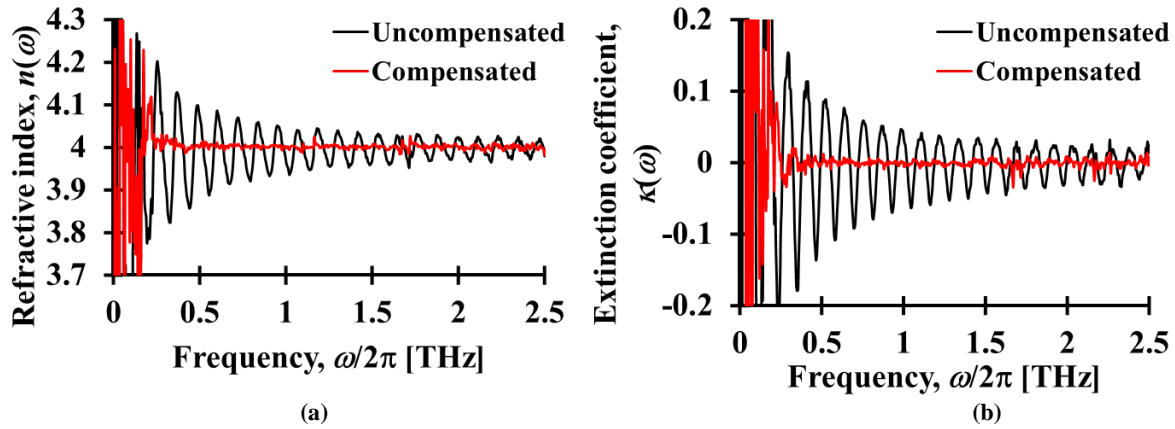 Refractive index, n(ω)
4.3
4.2
4.1
4
3.9
3.8
3.7
Uncompensated
Compensated
0
0.5
1
1.5
2
2.5
Frequency, ω/2π [THz]
(a)
Extinction coefficient,
κ(ω)
0.2
0.1
0
-0.1
-0.2
Uncompensated
Compensated
0
0.5
1
1.5
2
2.5
Frequency, ω/2π [THz]
(b)